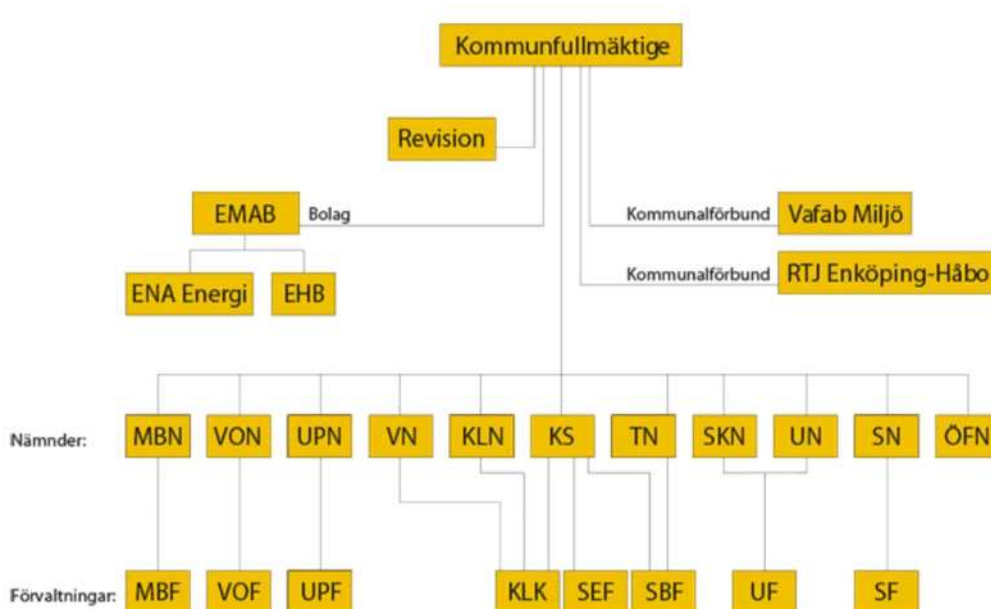 Kommunfullmäktige
Revision
EMAB
Bolag
Kommunalförbund
Vafab Miljö
Kommunalförbund
RTJ Enköping-Håbo
ENA Energi
EHB
Nämnder:
MBN
VON
UPN
VN
KLN
KS
TN
SKN
UN
SN
ÖFN
Förvaltningar:
MBF
VOF
UPF
KLK
SEF
SBF
UF
SF